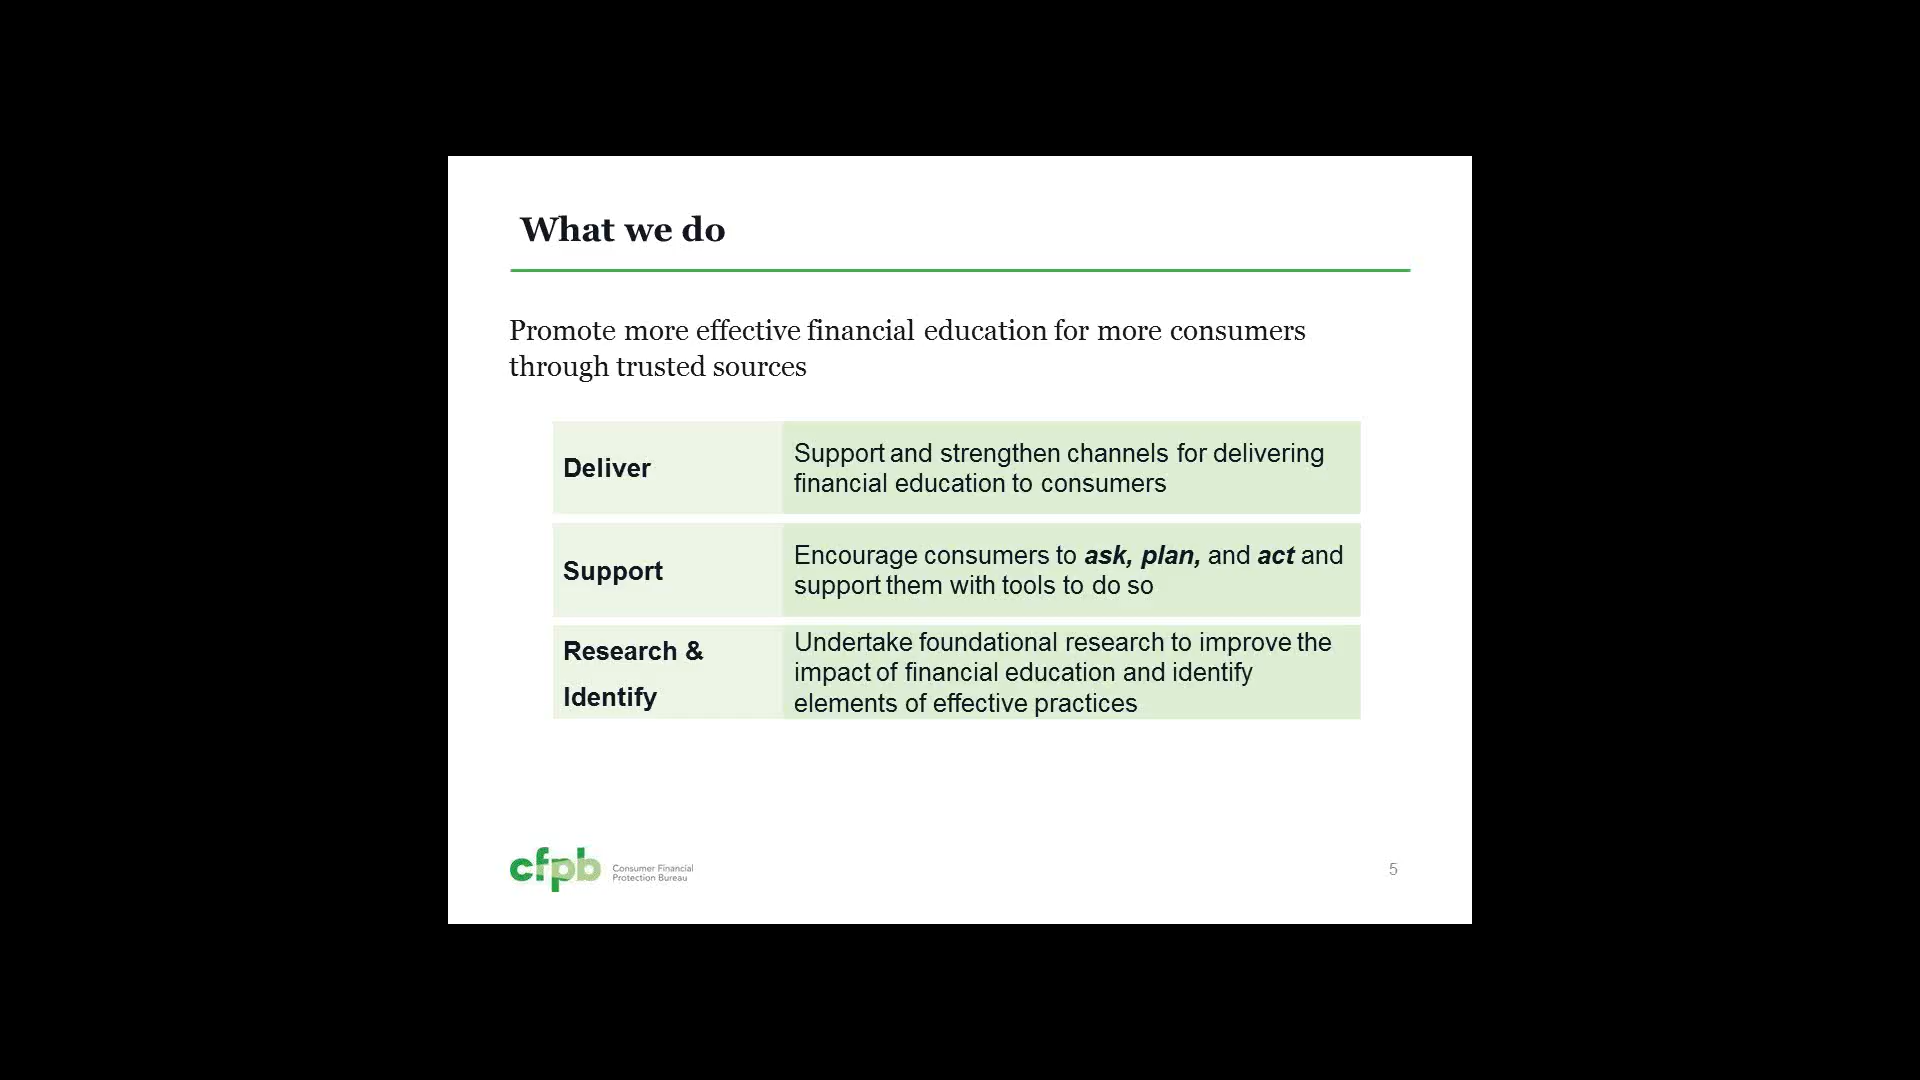 What we do
Promote more effective financial education for more consumers
through trusted sources
Deliver
Support and strengthen channels for delivering
financial education to consumers
Support
Encourage consumers to ask, plan, and act and
support them with tools to do so
Research &
Identify
Undertake foundational research to improve the
impact of financial education and identify
elements of effective practices
cfpb
Consumer Financial
Protection Bureau
5